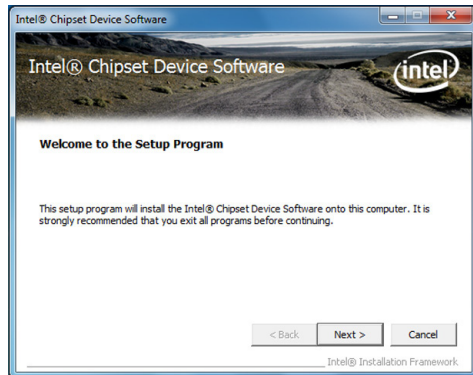 Intel® Chipset Device Software
Intel® Chipset Device Software
intel
Welcome to the Setup Program
This setup program will install the Intel® Chipset Device Software onto this computer. It is
strongly recommended that you exit all programs before continuing.
< Back Next > Cancel
Intel® Installation Framework